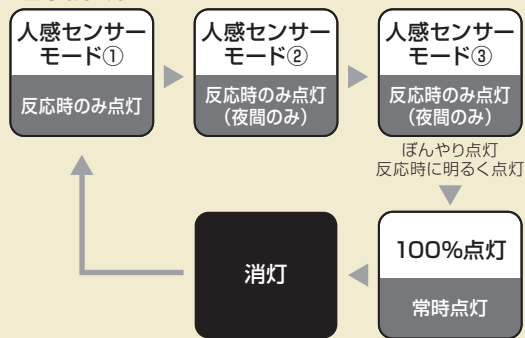 人感センサー
モード①
反応時のみ点灯
人感センサー
モード②
反応時のみ点灯
(夜間のみ)
人感センサー
モード③
反応時のみ点灯
(夜間のみ)
ぼんやり点灯
反応時に明るく点灯
100%点灯
常時点灯
消灯